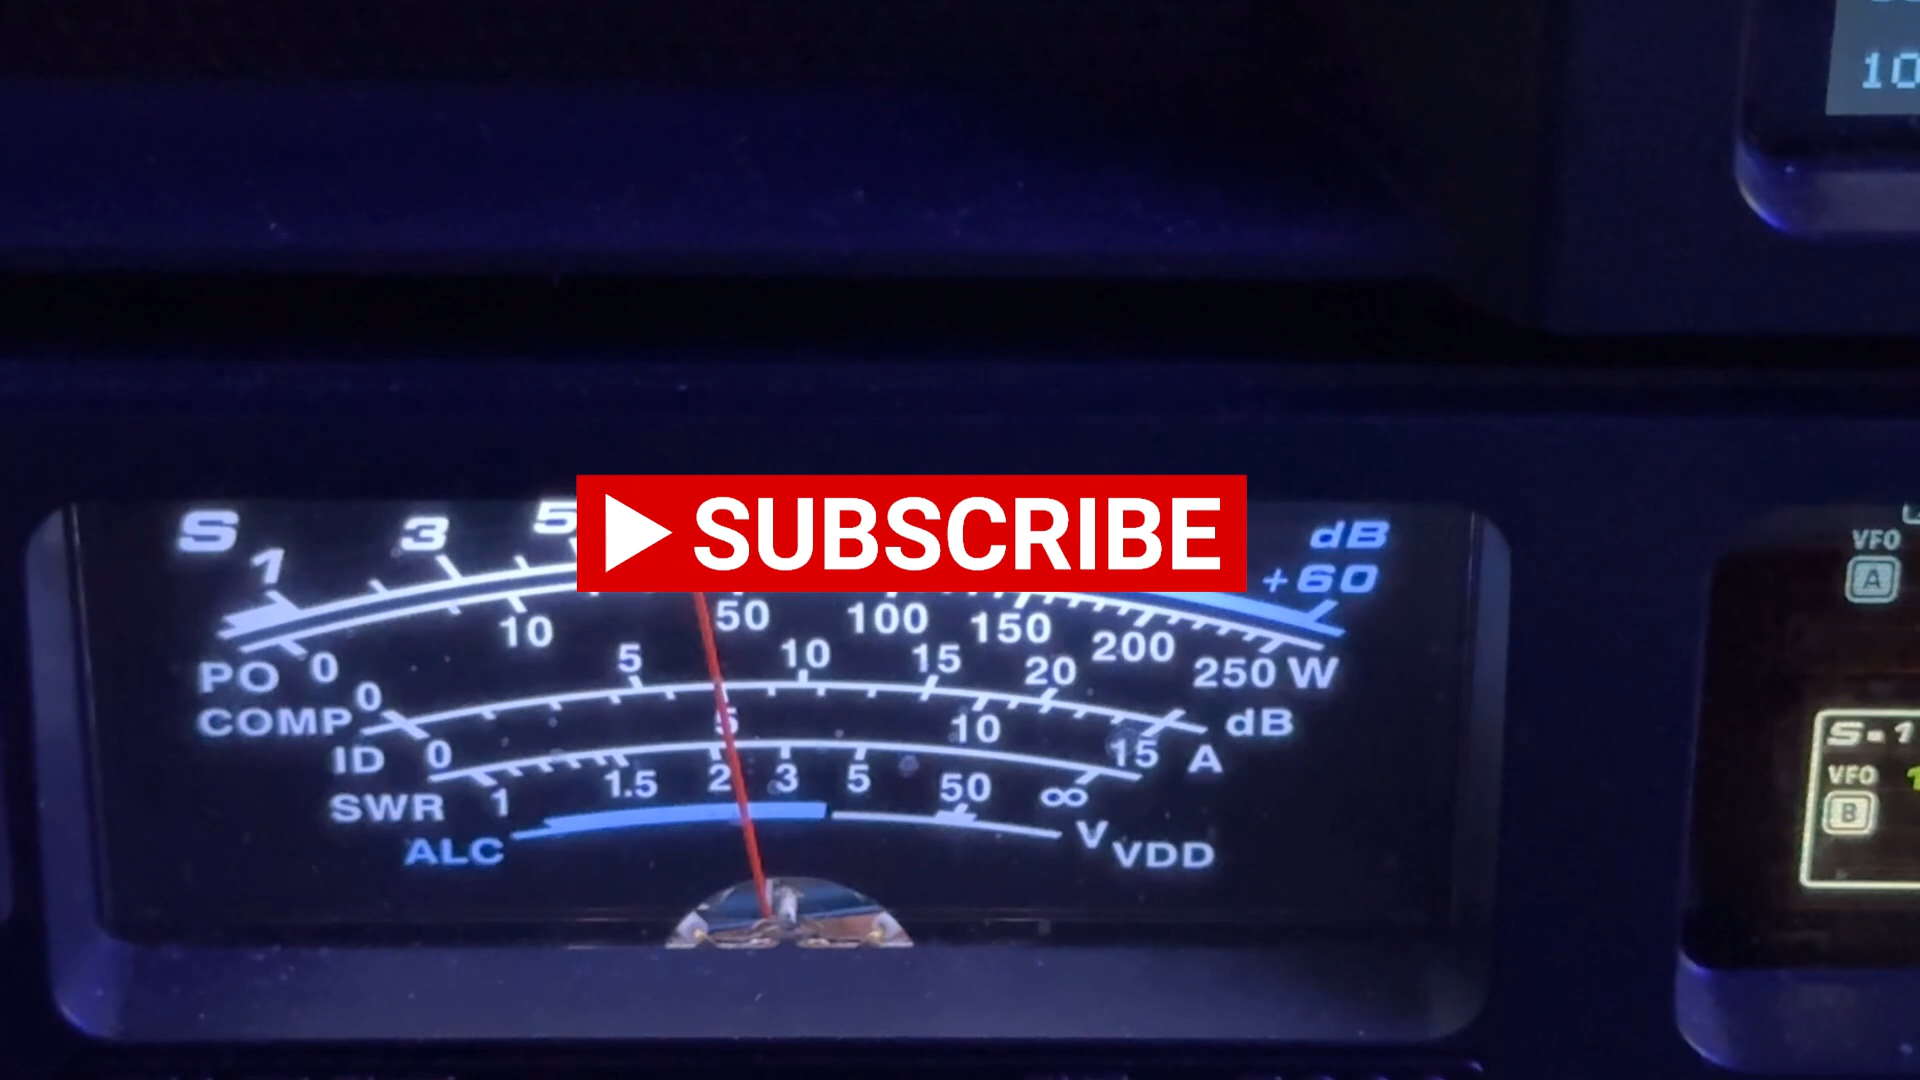 10
SUBSCRIBE
S 1 3 5 dB
+60
PO 0 10 50 100 150 200 250 W
COMP 0 5 10 15 20 dB
ID 0 5 10 15 A
SWR 1 1.5 2 3 5 50 ∞
ALC V VDD
VFO
A
S-1
VFO
B